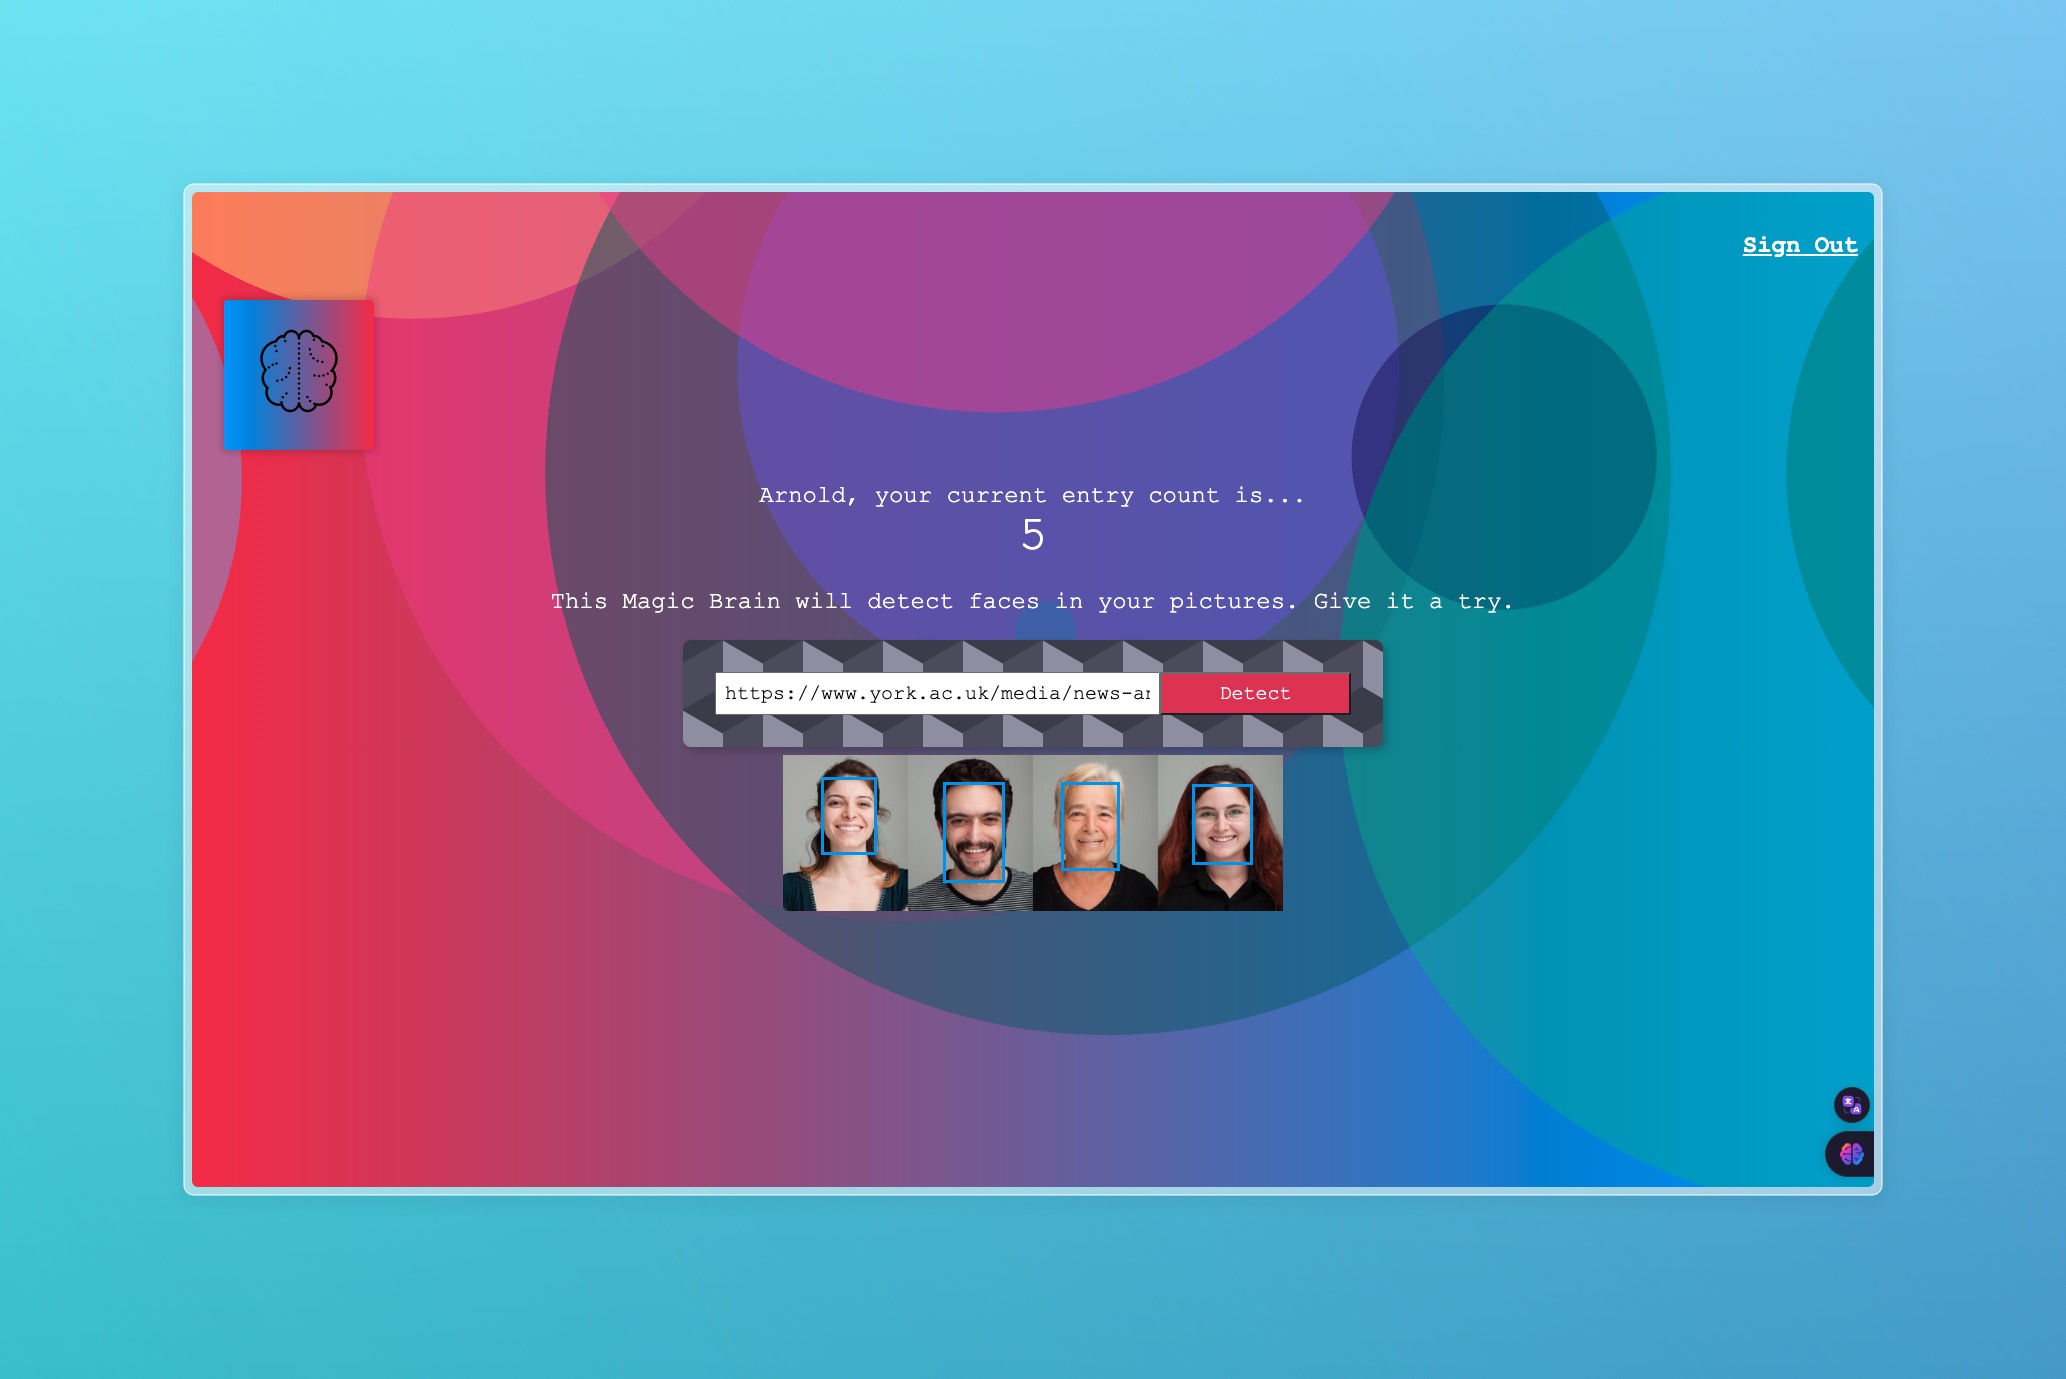 Sign Out
Arnold, your current entry count is...
5
This Magic Brain will detect faces in your pictures. Give it a try.
https://www.york.ac.uk/media/news-ar
Detect